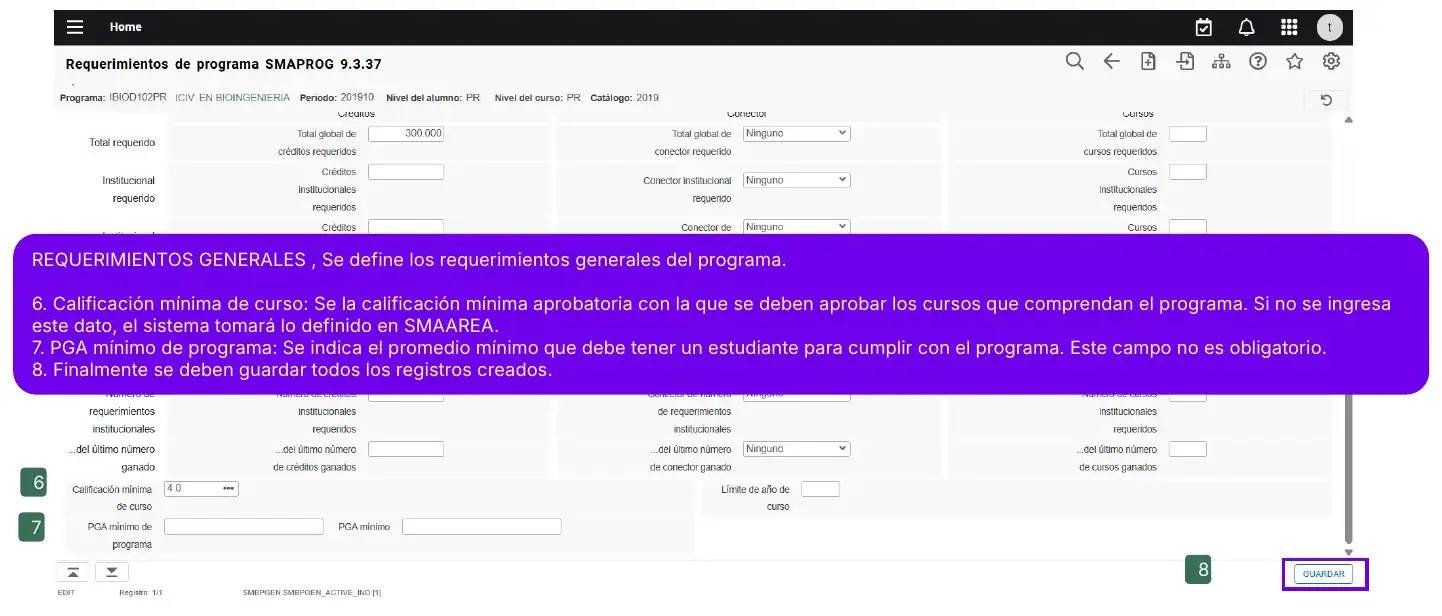 Home
t
Requerimientos de programa SMAPROG 9.3.37
Programa: IBIOD102PR ICIV EN BIOINGENIERIA Periodo: 201910 Nivel del alumno: PR Nivel del curso: PR Catálogo: 2019
Créditos Conector Cursos
Total requerido Total global de créditos requeridos 300.000 Total global de conector requerido Ninguno Total global de cursos requeridos
Institucional requerido Créditos institucionales requeridos Conector institucional requerido Ninguno Cursos institucionales requeridos
Créditos Conector de Ninguno Cursos
REQUERIMIENTOS GENERALES , Se define los requerimientos generales del programa.
6. Calificación mínima de curso: Se la calificación mínima aprobatoria con la que se deben aprobar los cursos que comprendan el programa. Si no se ingresa
este dato, el sistema tomará lo definido en SMAAREA.
7. PGA mínimo de programa: Se indica el promedio mínimo que debe tener un estudiante para cumplir con el programa. Este campo no es obligatorio.
8. Finalmente se deben guardar todos los registros creados.
Número de requerimientos institucionales Número de créditos institucionales requeridos Conector de número de requerimientos institucionales Ninguno Número de cursos institucionales requeridos
...del último número ganado ...del último número de créditos ganados ...del último número de conector ganado Ninguno ...del último número de cursos ganados
6 Calificación mínima de curso 4.0 ••• Límite de año de curso
7 PGA mínimo de programa PGA mínimo
8 GUARDAR
EDIT Registro: 1/1 SMBPGEN.SMBPGEN_ACTIVE_IND [1]